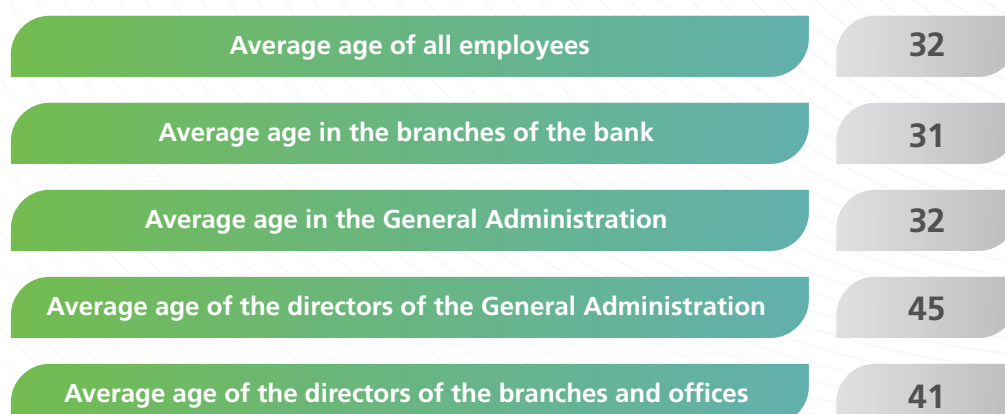 Average age of all employees 32
Average age in the branches of the bank 31
Average age in the General Administration 32
Average age of the directors of the General Administration 45
Average age of the directors of the branches and offices 41